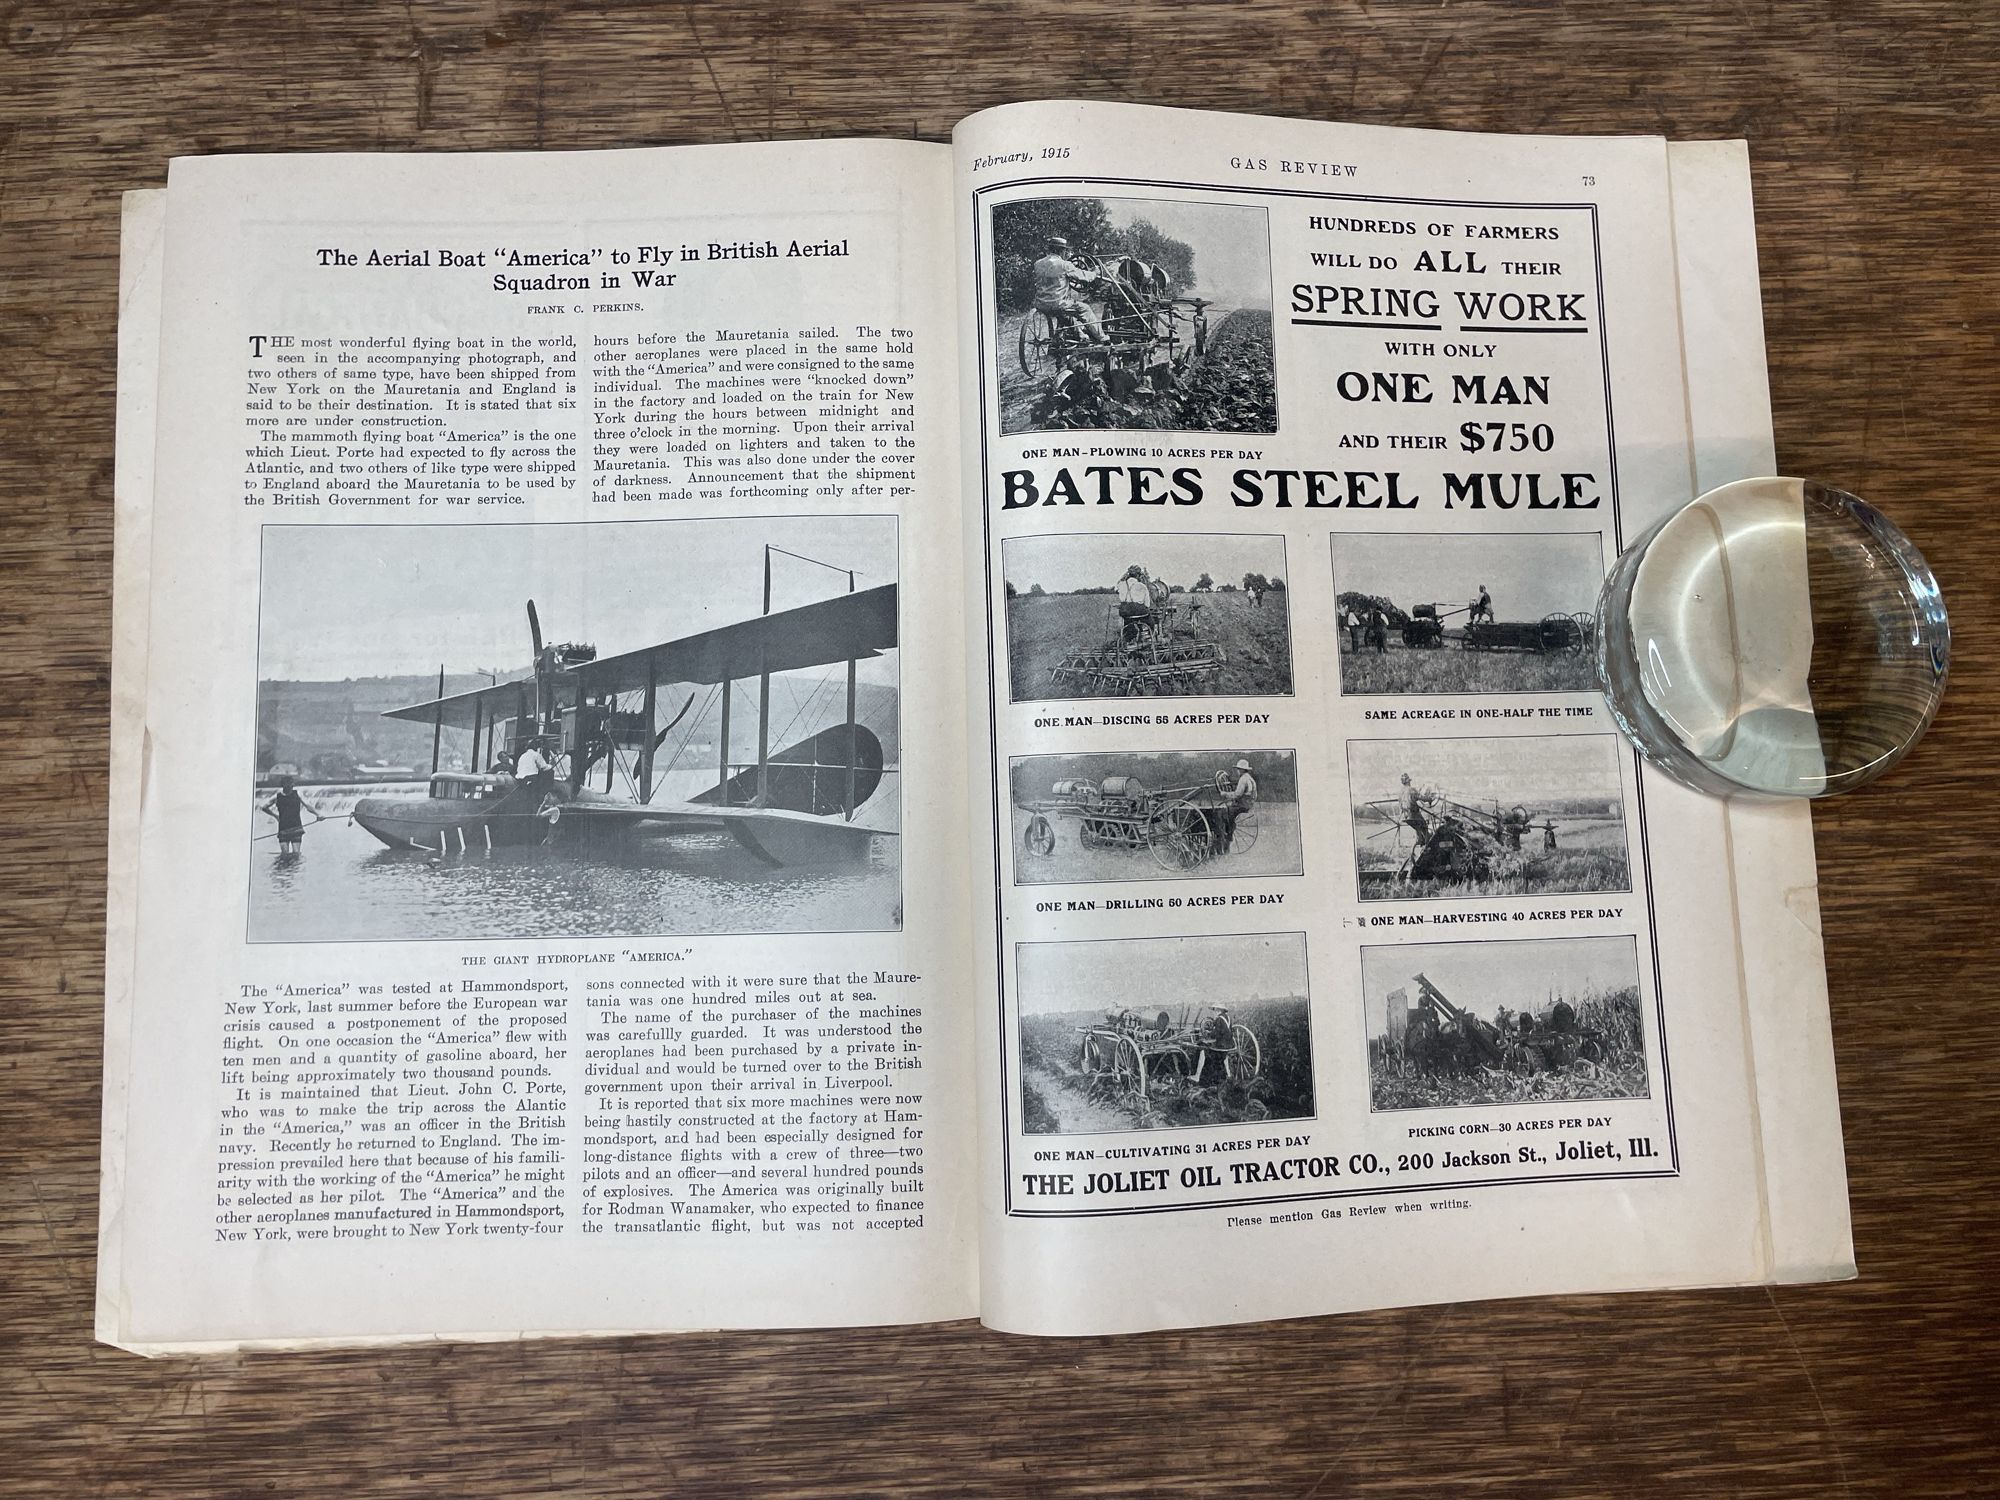 The Aerial Boat “America” to Fly in British Aerial
Squadron in War
FRANK C. PERKINS.
THE most wonderful flying boat in the world,
seen in the accompanying photograph, and
two others of same type, have been shipped from
New York on the Mauretania and England is
said to be their destination. It is stated that six
more are under construction.
The mammoth flying boat “America” is the one
which Lieut. Porte had expected to fly across the
Atlantic, and two others of like type were shipped
to England aboard the Mauretania to be used by
the British Government for war service.
hours before the Mauretania sailed. The two
other aeroplanes were placed in the same hold
with the “America” and were consigned to the same
individual. The machines were “knocked down”
in the factory and loaded on the train for New
York during the hours between midnight and
three o’clock in the morning. Upon their arrival
they were loaded on lighters and taken to the
Mauretania. This was also done under the cover
of darkness. Announcement that the shipment
had been made was forthcoming only after per-
THE GIANT HYDROPLANE “AMERICA.”
The “America” was tested at Hammondsport,
New York, last summer before the European war
crisis caused a postponement of the proposed
flight. On one occasion the “America” flew with
ten men and a quantity of gasoline aboard, her
lift being approximately two thousand pounds.
It is maintained that Lieut. John C. Porte,
who was to make the trip across the Alantic
in the “America,” was an officer in the British
navy. Recently he returned to England. The im-
pression prevailed here that because of his famili-
arity with the working of the “America” he might
be selected as her pilot. The “America” and the
other aeroplanes manufactured in Hammondsport,
New York, were brought to New York twenty-four
sons connected with it were sure that the Maure-
tania was one hundred miles out at sea.
The name of the purchaser of the machines
was carefullly guarded. It was understood the
aeroplanes had been purchased by a private in-
dividual and would be turned over to the British
government upon their arrival in Liverpool.
It is reported that six more machines were now
being hastily constructed at the factory at Ham-
mondsport, and had been especially designed for
long-distance flights with a crew of three—two
pilots and an officer—and several hundred pounds
of explosives. The America was originally built
for Rodman Wanamaker, who expected to finance
the transatlantic flight, but was not accepted
February, 1915
GAS REVIEW
73
HUNDREDS OF FARMERS
WILL DO ALL THEIR
SPRING WORK
WITH ONLY
ONE MAN
AND THEIR $750
ONE MAN–PLOWING 10 ACRES PER DAY
BATES STEEL MULE
ONE MAN—DISCING 55 ACRES PER DAY
SAME ACREAGE IN ONE-HALF THE TIME
ONE MAN—DRILLING 50 ACRES PER DAY
ONE MAN—HARVESTING 40 ACRES PER DAY
ONE MAN—CULTIVATING 31 ACRES PER DAY
PICKING CORN—30 ACRES PER DAY
THE JOLIET OIL TRACTOR CO., 200 Jackson St., Joliet, Ill.
Please mention Gas Review when writing.